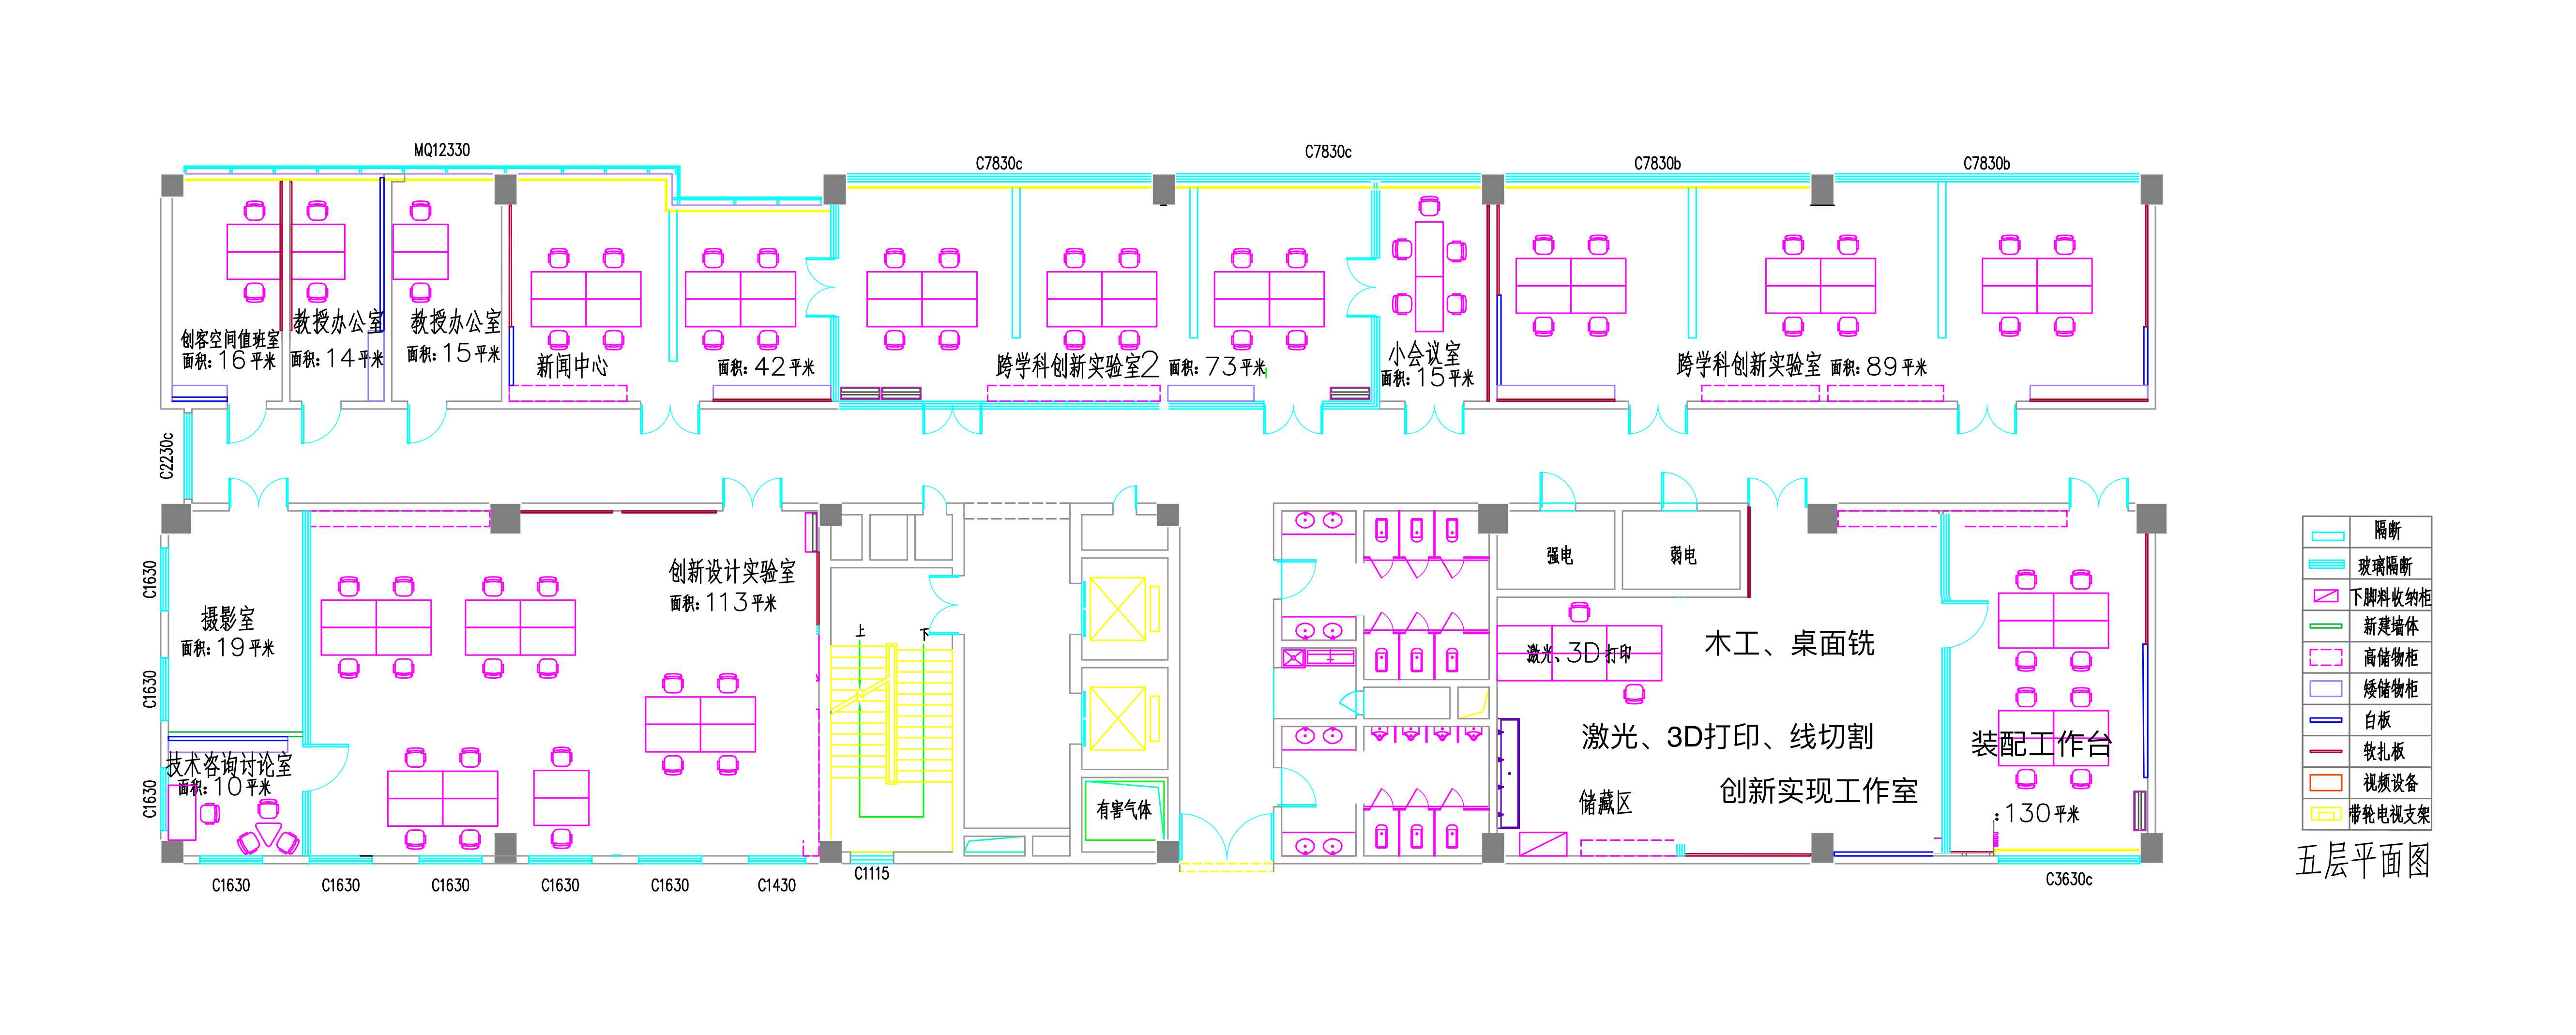 MQ12330
C7830c
C7830c
C7830b
C7830b
创客空间值班室
面积:16平米
教授办公室
面积:14平米
教授办公室
面积:15平米
新闻中心
面积:42平米
跨学科创新实验室2 面积:73平米
小会议室
面积:15平米
跨学科创新实验室 面积:89平米
C2230c
C1630
C1630
C1630
摄影室
面积:19平米
技术咨询讨论室
面积:10平米
创新设计实验室
面积:113平米
上
下
有害气体
强电
弱电
激光、3D打印
木工、桌面铣
激光、3D打印、线切割
创新实现工作室
储藏区
装配工作台
:130平米
C1630
C1630
C1630
C1630
C1630
C1430
C1115
C3630c
隔断
玻璃隔断
下脚料收纳柜
新建墙体
高储物柜
矮储物柜
白板
软扎板
视频设备
带轮电视支架
五层平面图